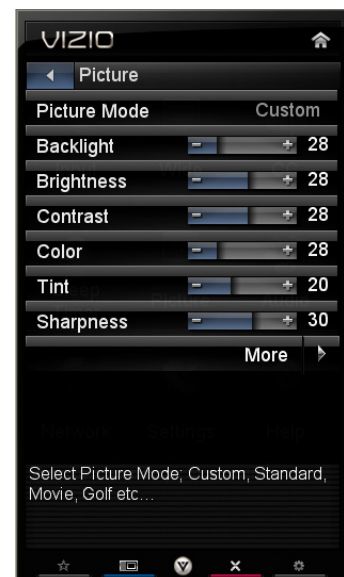 VIZIO
Picture
Picture Mode Custom
Backlight - + 28
Brightness - + 28
Contrast - + 28
Color - + 28
Tint - + 20
Sharpness - + 30
More
Network Settings Help
Select Picture Mode; Custom, Standard,
Movie, Golf etc...
V X